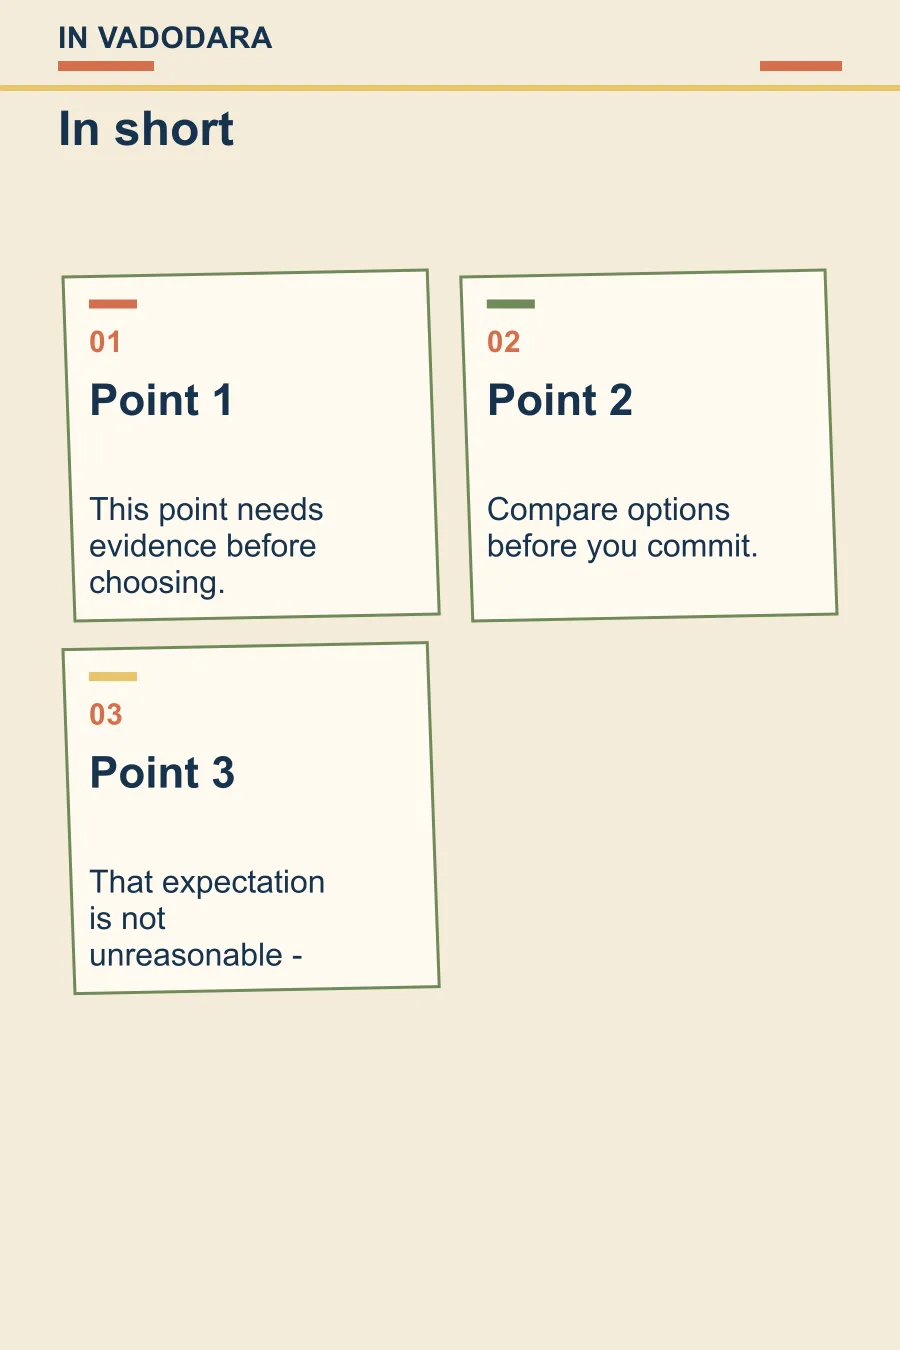 IN VADODARA
In short
01
Point 1
This point needs
evidence before
choosing.
02
Point 2
Compare options
before you commit.
03
Point 3
That expectation
is not
unreasonable -